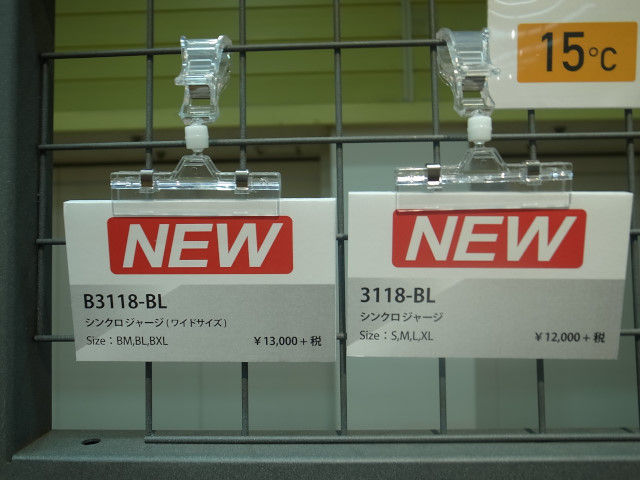 15℃
NEW
B3118-BL
シンクロジャージ(ワイドサイズ)
Size：BM,BL,BXL ¥13,000+税
NEW
3118-BL
シンクロジャージ
Size：S,M,L,XL ¥12,000+税